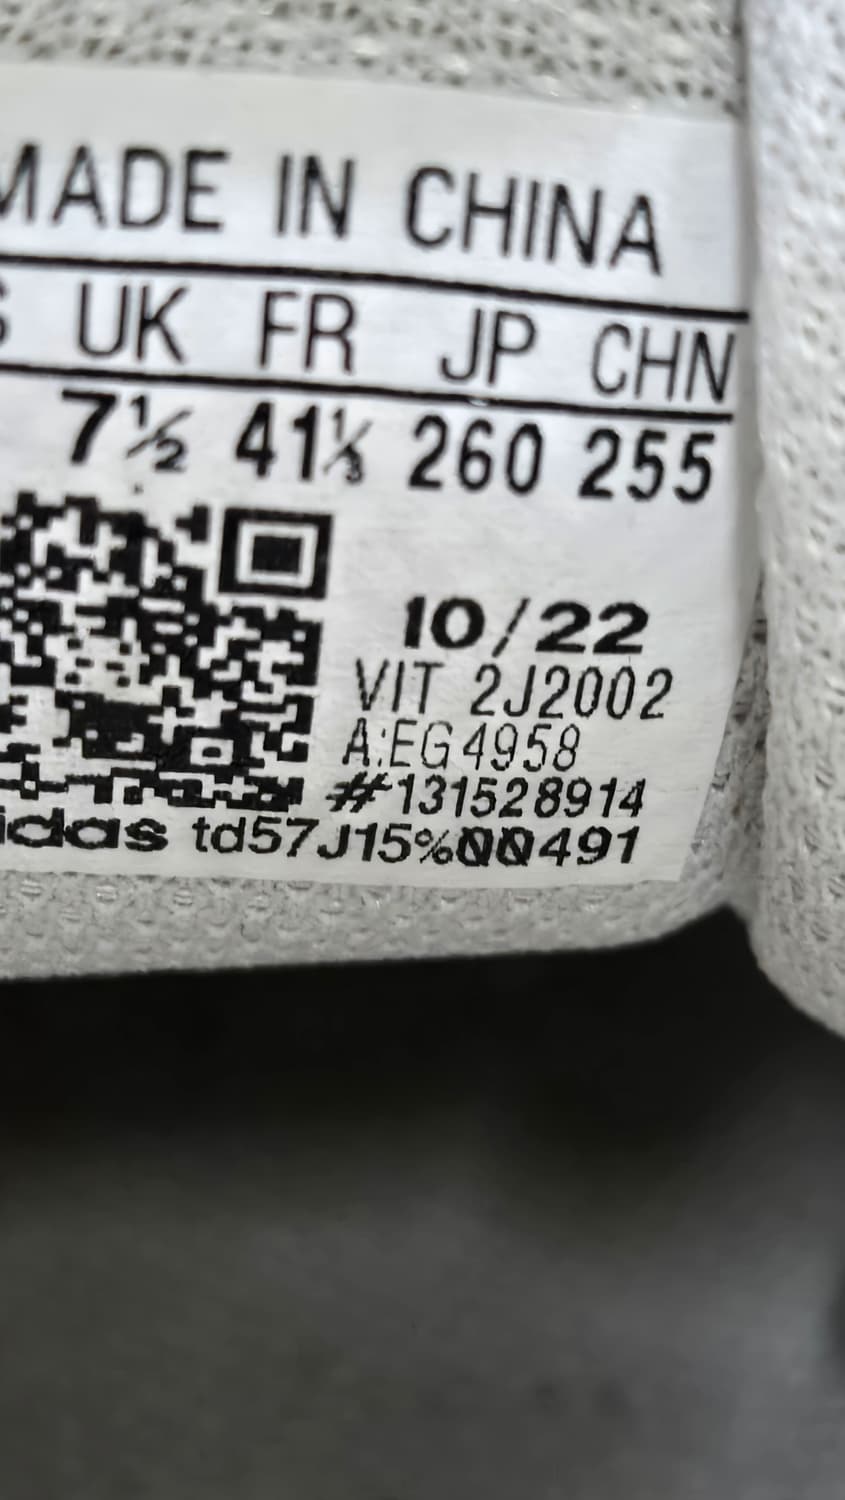 MADE IN CHINA
S UK FR JP CHN
7½ 41⅓ 260 255
10/22
VIT 2J2002
A:EG4958
#131528914
idas td57J15%00491